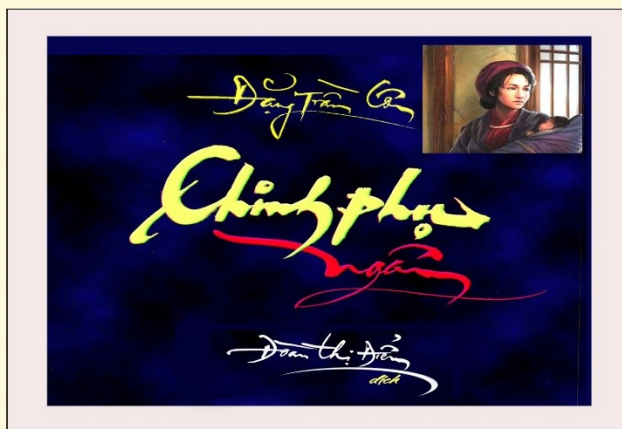 Đặng Trần Côn
Chinh phụ
ngâm
Đoàn Thị Điểm
dịch